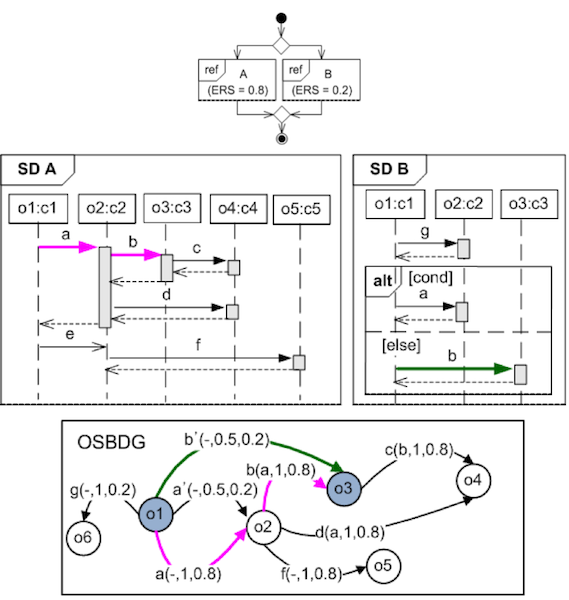 ref
A
(ERS = 0.8)
ref
B
(ERS = 0.2)
SD A
o1:c1 o2:c2 o3:c3 o4:c4 o5:c5
a
b
c
d
e
f
SD B
o1:c1 o2:c2 o3:c3
g
alt [cond]
a
[else]
b
OSBDG
b'(-,0.5,0.2)
b(a,1,0.8)
c(b,1,0.8)
g(-,1,0.2)
a'(-,0.5,0.2)
o3
o4
o1
o2
o6
d(a,1,0.8)
o5
a(-,1,0.8)
f(-,1,0.8)